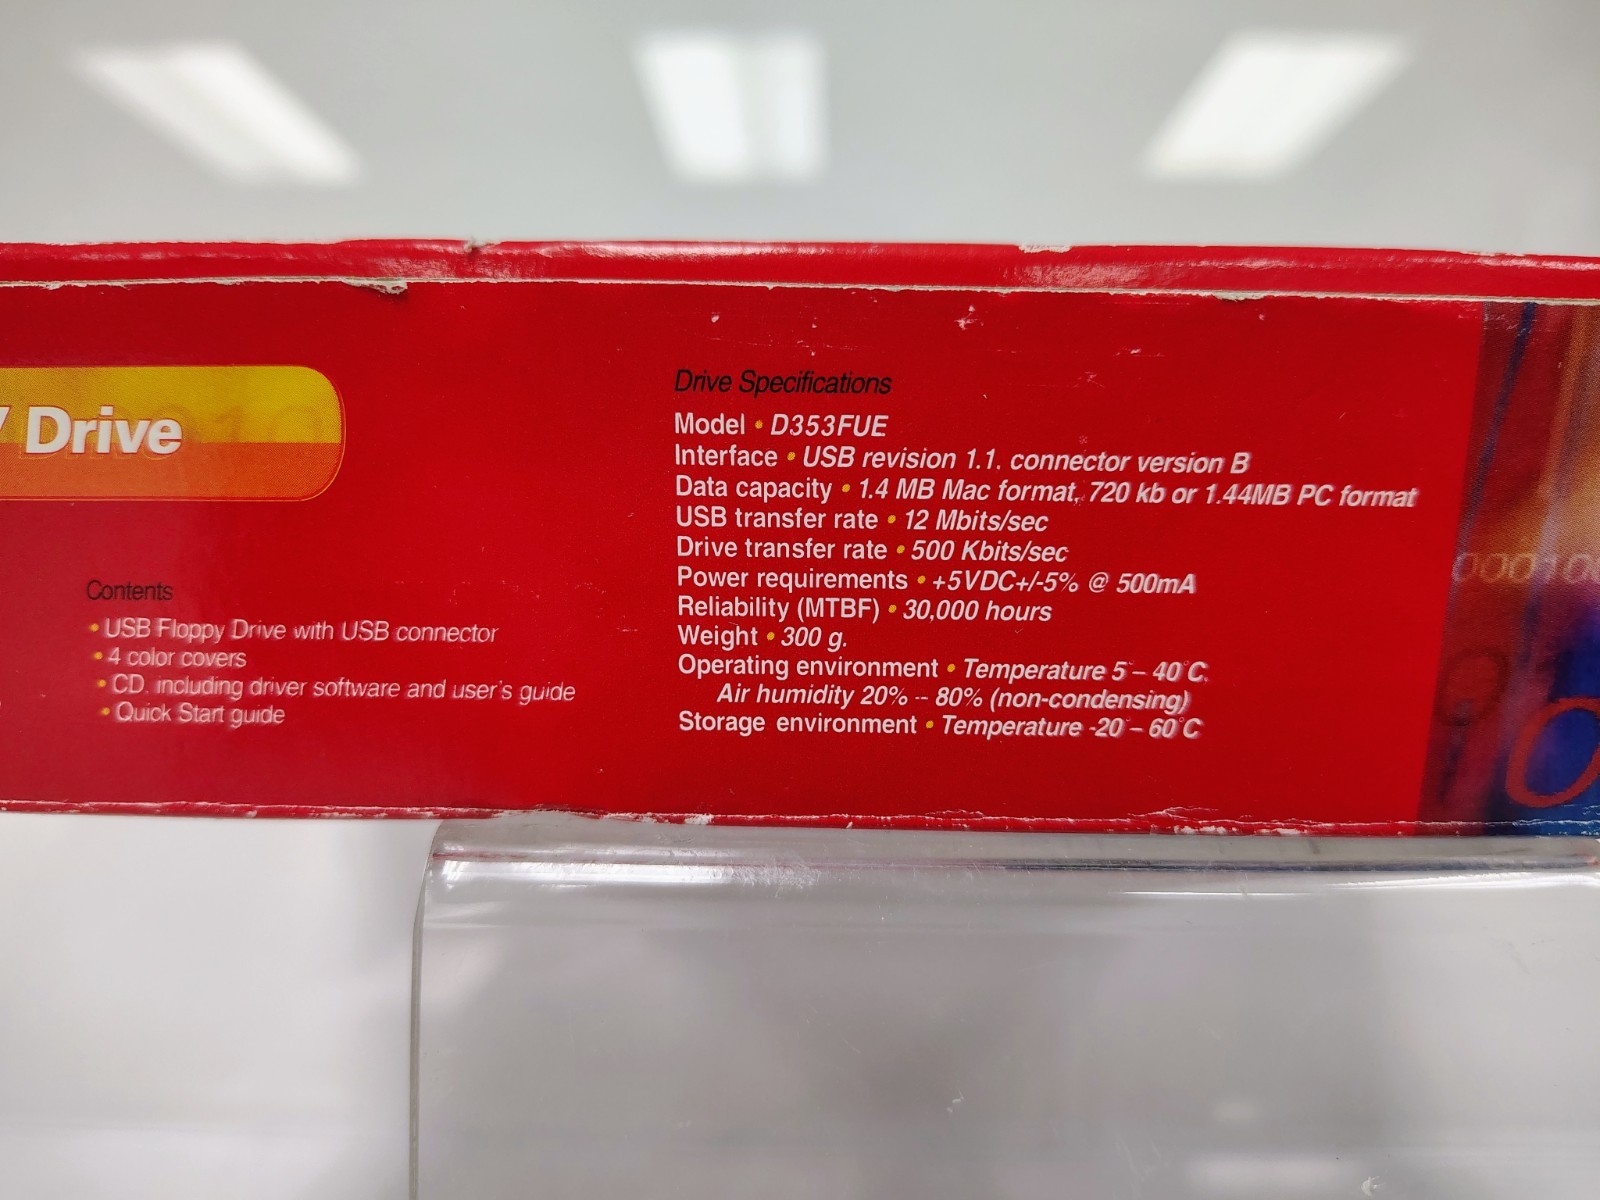 Drive
Contents
• USB Floppy Drive with USB connector
• 4 color covers
• CD. including driver software and user's guide
• Quick Start guide
Drive Specifications
Model • D353FUE
Interface • USB revision 1.1. connector version B
Data capacity • 1.4 MB Mac format, 720 kb or 1.44MB PC format
USB transfer rate • 12 Mbits/sec
Drive transfer rate • 500 Kbits/sec
Power requirements • +5VDC+/-5% @ 500mA
Reliability (MTBF) • 30,000 hours
Weight • 300 g.
Operating environment • Temperature 5° – 40°C.
Air humidity 20% -- 80% (non-condensing)
Storage environment • Temperature -20° – 60°C